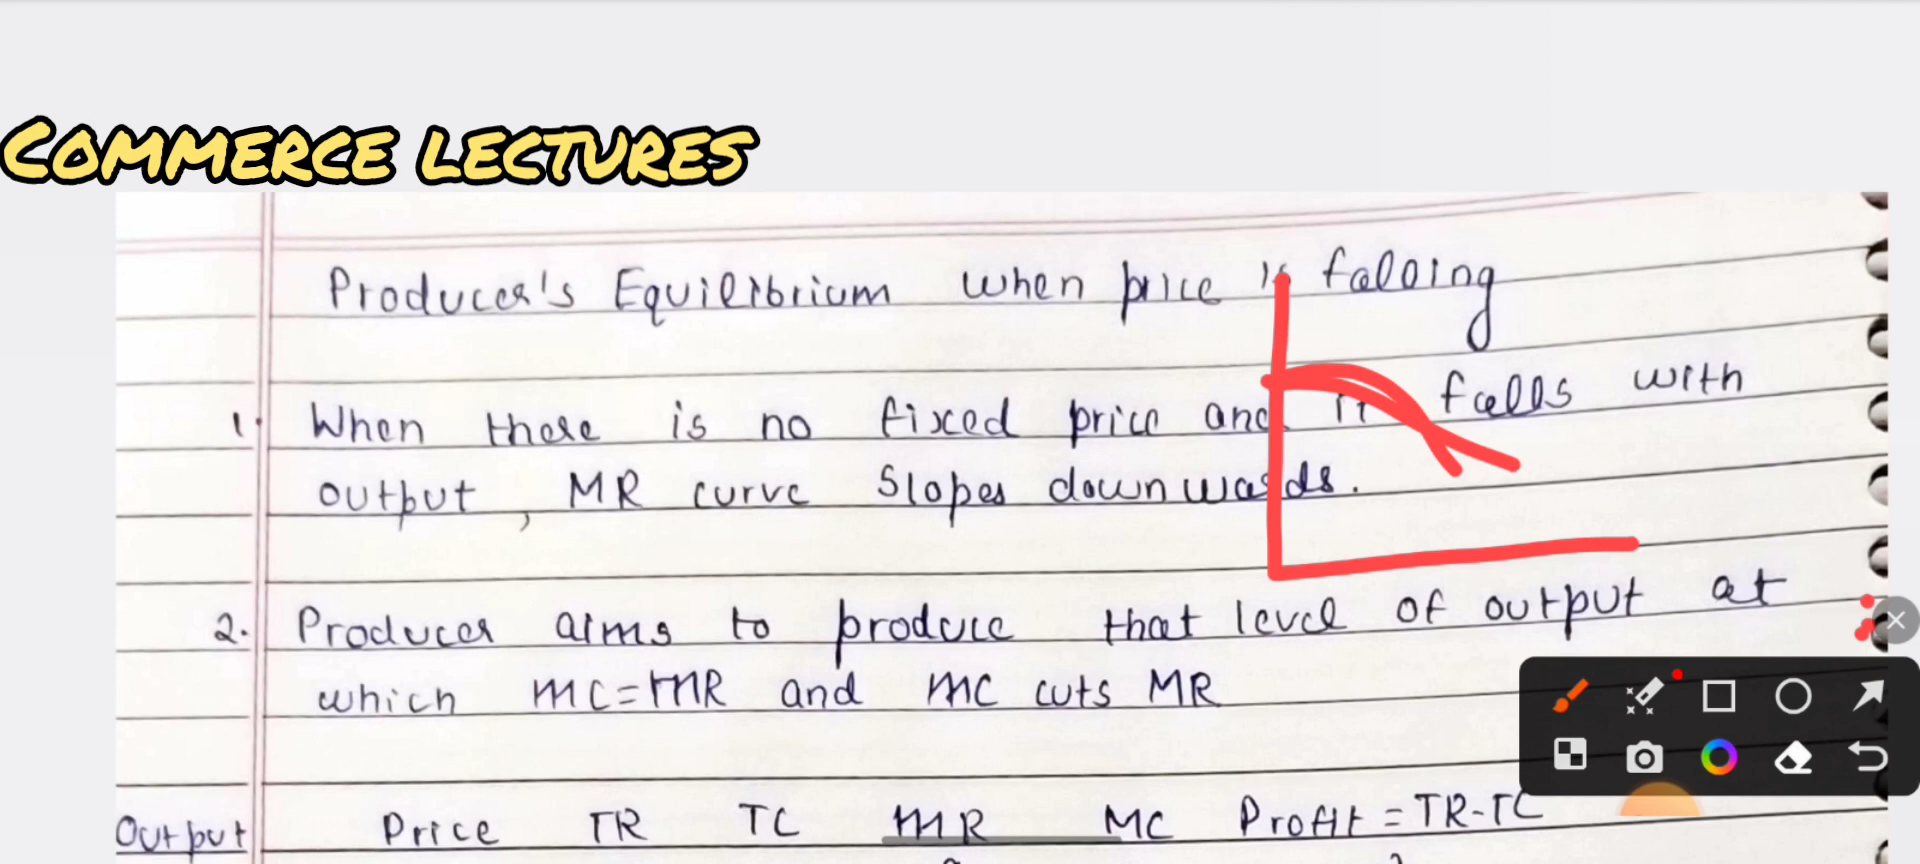 COMMERCE LECTURES
Producer's Equilibrium when price is falling
1. When there is no fixed price and it falls with
output, MR curve Slopes downwards.
2. Producer aims to produce that level of output at
which MC=MR and MC cuts MR
Output Price TR TC MR MC Profit = TR-TC